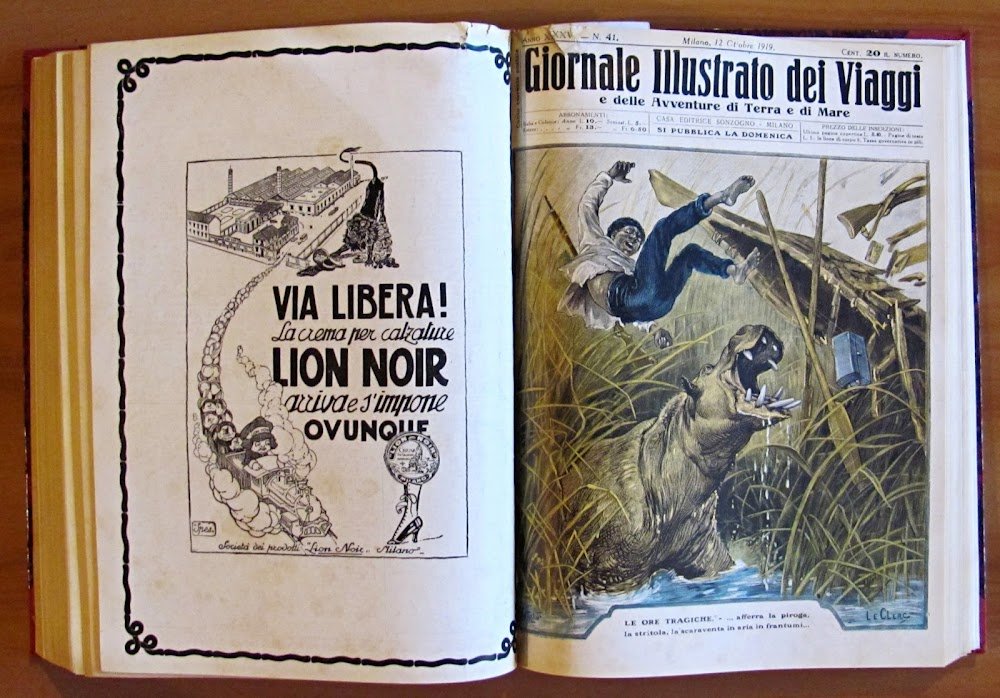 VIA LIBERA!
La crema per calzature
LION NOIR
arriva e s'impone
OVUNQUE
Società dei prodotti "Lion Noir" - Milano -
N. 41.
Milano, 12 Ottobre 1919.
CENT. 20 IL NUMERO.
Giornale Illustrato dei Viaggi
e delle Avventure di Terra e di Mare
ABBONAMENTI:
CASA EDITRICE SONZOGNO - MILANO
SI PUBBLICA LA DOMENICA
PREZZO DELLE INSERZIONI:
LE ORE TRAGICHE. - ... afferra la piroga,
la stritola, la scaraventa in aria in frantumi...
LE CLERC